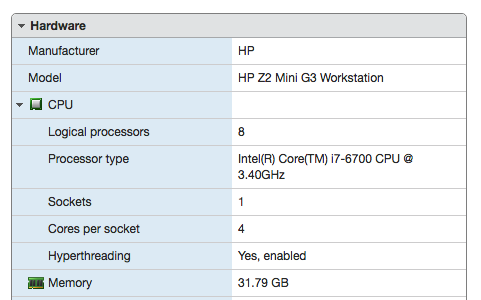 Hardware
Manufacturer HP
Model HP Z2 Mini G3 Workstation
CPU
Logical processors 8
Processor type Intel(R) Core(TM) i7-6700 CPU @
3.40GHz
Sockets 1
Cores per socket 4
Hyperthreading Yes, enabled
Memory 31.79 GB